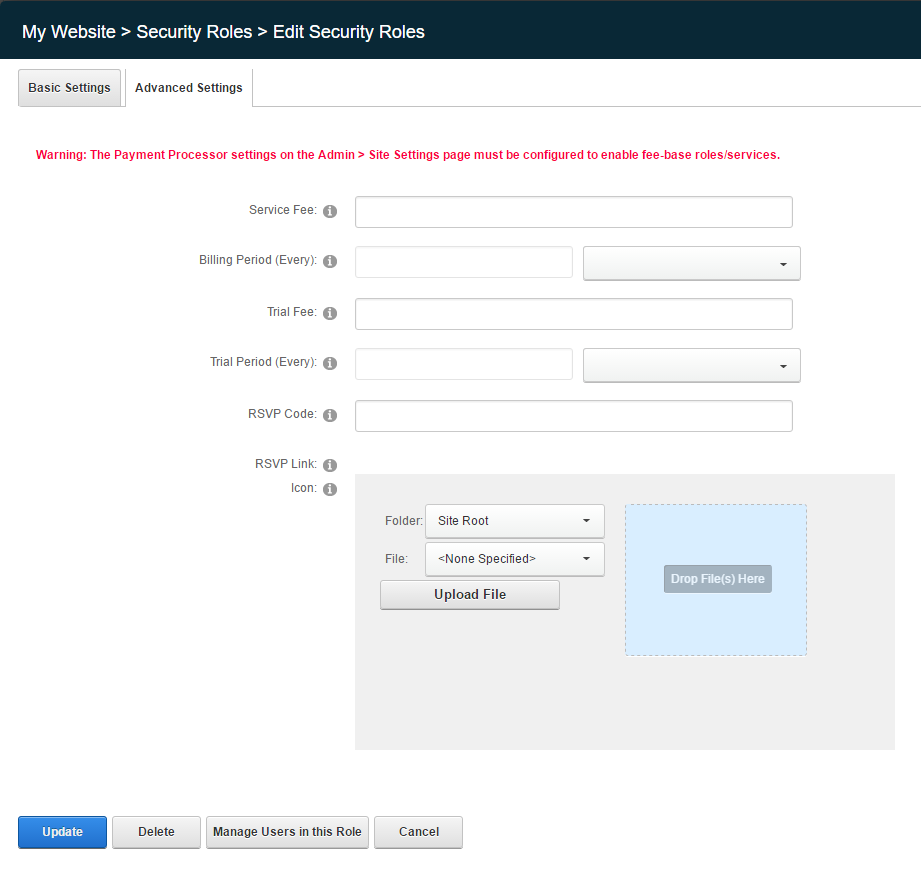 My Website > Security Roles > Edit Security Roles
Basic Settings
Advanced Settings
Warning: The Payment Processor settings on the Admin > Site Settings page must be configured to enable fee-base roles/services.
Service Fee:
Billing Period (Every):
Trial Fee:
Trial Period (Every):
RSVP Code:
RSVP Link:
Icon:
Folder: Site Root
File: <None Specified>
Upload File
Drop File(s) Here
Update
Delete
Manage Users in this Role
Cancel